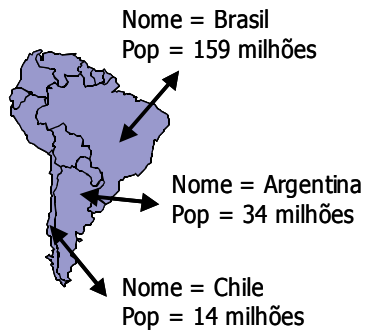 Nome = Brasil
Pop = 159 milhões
Nome = Argentina
Pop = 34 milhões
Nome = Chile
Pop = 14 milhões